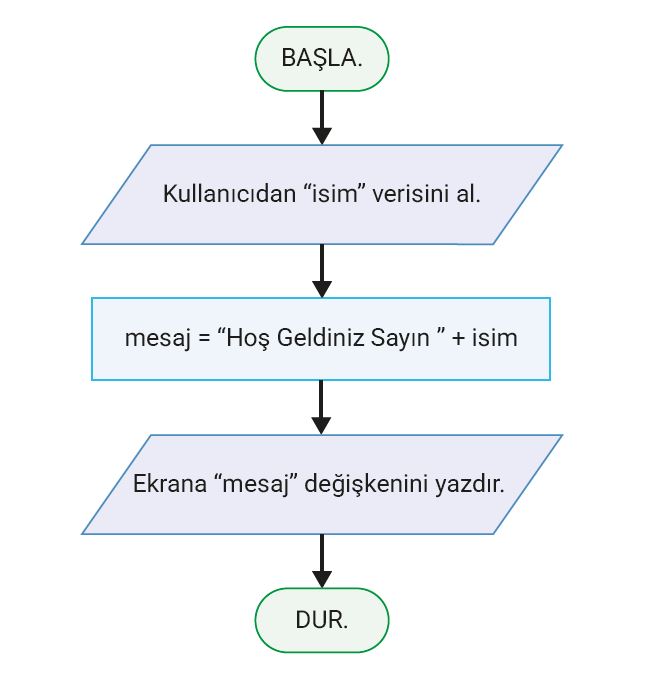 BAŞLA.
Kullanıcıdan “isim” verisini al.
mesaj = “Hoş Geldiniz Sayın ” + isim
Ekrana “mesaj” değişkenini yazdır.
DUR.